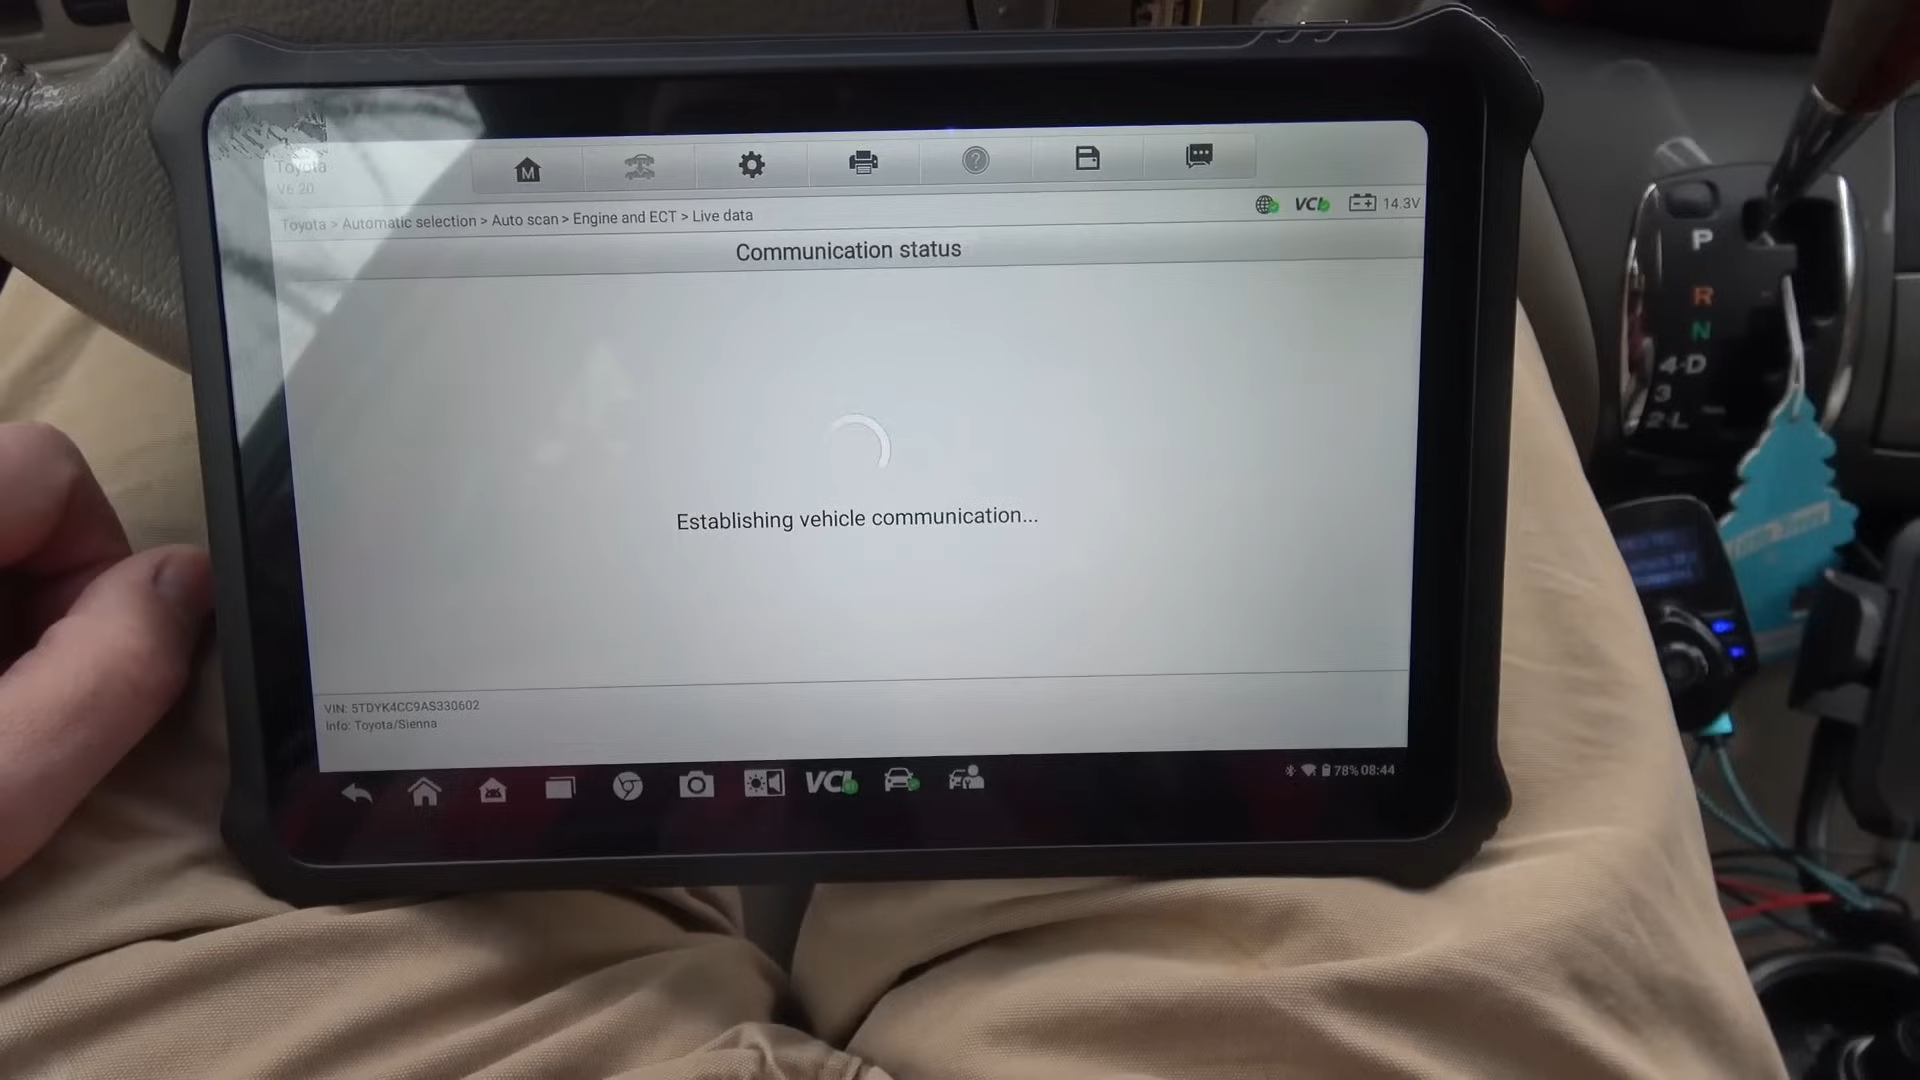 Toyota
V6.20
M
?
Toyota > Automatic selection > Auto scan > Engine and ECT > Live data
VCI
14.3V
Communication status
Establishing vehicle communication...
VIN: 5TDYK4CC9AS330602
Info: Toyota/Sienna
VCI
78% 08:44
P
R
N
4-D
3
2-L